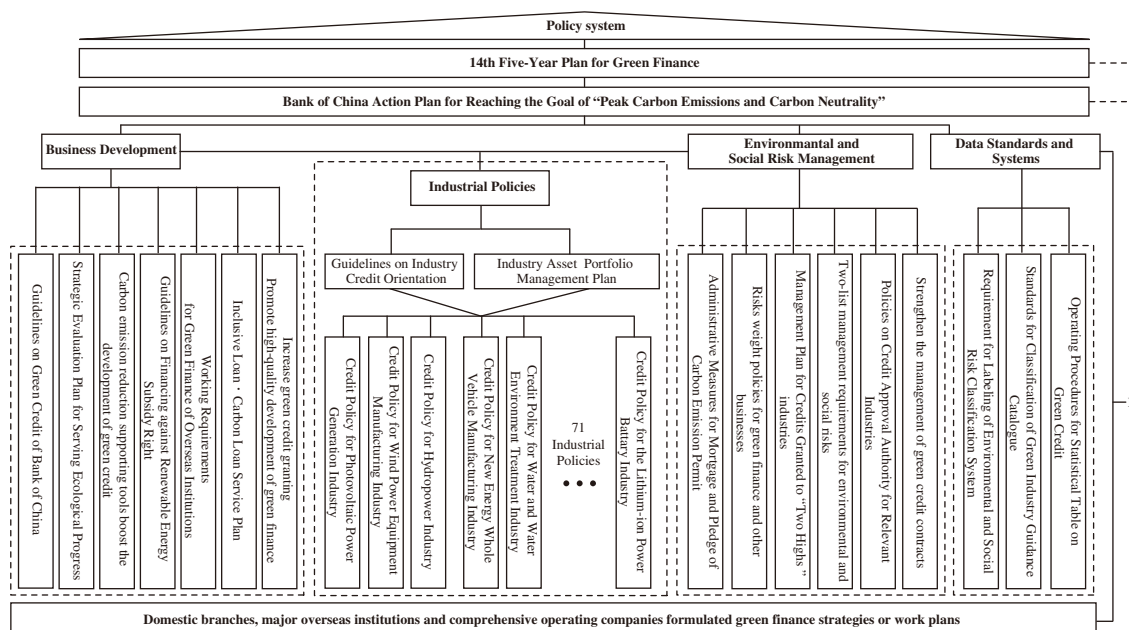 Policy system
14th Five-Year Plan for Green Finance
Bank of China Action Plan for Reaching the Goal of “Peak Carbon Emissions and Carbon Neutrality”
Business Development
Environmantal and
Social Risk Management
Data Standards and
Systems
Industrial Policies
Guidelines on Industry
Credit Orientation
Industry Asset Portfolio
Management Plan
Guidelines on Green Credit of Bank of China
Strategic Evaluation Plan for Serving Ecological Progress
Carbon emission reduction supporting tools boost the
development of green credit
Guidelines on Financing against Renewable Energy
Subsidy Right
Working Requirements
for Green Finance of Overseas Institutions
Inclusive Loan · Carbon Loan Service Plan
Increase green credit granting
Promote high-quality development of green finance
Credit Policy for Photovoltaic Power
Generation Industry
Credit Policy for Wind Power Equipment
Manufacturing Industry
Credit Policy for Hydropower Industry
Credit Policy for New Energy Whole
Vehicle Manufacturing Industry
Credit Policy for Water and Water
Environment Treatment Industry
71
Industrial
Policies
•••
Credit Policy for the Lithium-ion Power
Battary Industry
Administrative Measures for Mortgage and Pledge of
Carbon Emission Permit
Risks weight policies for green finance and other
businesses
Management Plan for Credits Granted to “Two Highs”
industries
Two-list management requirements for environmental and
social risks
Policies on Credit Approval Authority for Relevant
Industries
Strengthen the management of green credit contracts
Requirement for Labeling of Environmental and Social
Risk Classification System
Standards for Classification of Green Industry Guidance
Catalogue
Operating Procedures for Statistical Table on
Green Credit
Domestic branches, major overseas institutions and comprehensive operating companies formulated green finance strategies or work plans